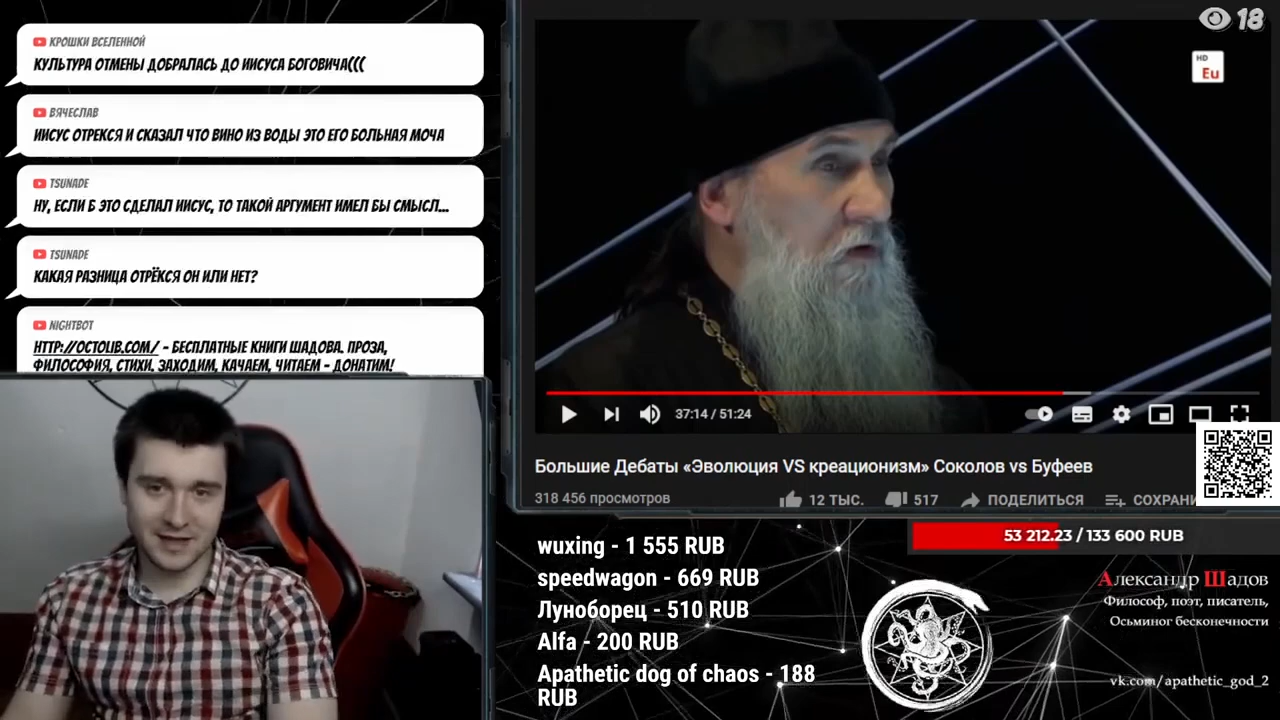 КРОШКИ ВСЕЛЕННОЙ
КУЛЬТУРА ОТМЕНЫ ДОБРАЛАСЬ ДО ИИСУСА БОГОВИЧА(((
ВЯЧЕСЛАВ
ИИСУС ОТРЕКСЯ И СКАЗАЛ ЧТО ВИНО ИЗ ВОДЫ ЭТО ЕГО БОЛЬНАЯ МОЧА
TSUNADE
НУ, ЕСЛИ Б ЭТО СДЕЛАЛ ИИСУС, ТО ТАКОЙ АРГУМЕНТ ИМЕЛ БЫ СМЫСЛ...
TSUNADE
КАКАЯ РАЗНИЦА ОТРЁКСЯ ОН ИЛИ НЕТ?
NIGHTBOT
HTTP://OCTOLIB.COM/ - БЕСПЛАТНЫЕ КНИГИ ШАДОВА. ПРОЗА,
ФИЛОСОФИЯ, СТИХИ. ЗАХОДИМ, КАЧАЕМ, ЧИТАЕМ - ДОНАТИМ!
18
HD
Eu
37:14 / 51:24
Большие Дебаты «Эволюция VS креационизм» Соколов vs Буфеев
318 456 просмотров
12 ТЫС.
517
ПОДЕЛИТЬСЯ
СОХРАНИ
53 212.23 / 133 600 RUB
wuxing - 1 555 RUB
speedwagon - 669 RUB
Луноборец - 510 RUB
Alfa - 200 RUB
Apathetic dog of chaos - 188
RUB
Александр Шадов
Философ, поэт, писатель,
Осьминог бесконечности
vk.com/apathetic_god_2